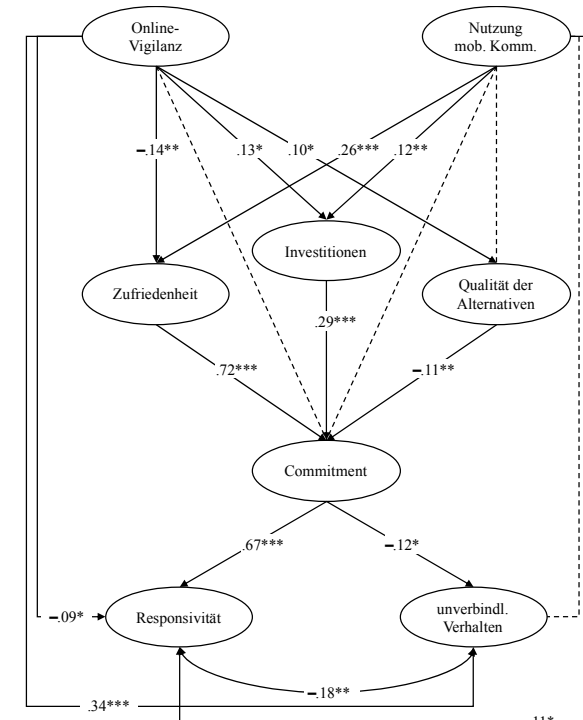 Online-
Vigilanz
Nutzung
mob. Komm.
–.14**
.13*
.10*
.26***
.12**
Investitionen
Zufriedenheit
Qualität der
Alternativen
.29***
.72***
–.11**
Commitment
.67***
–.12*
–.09*
Responsivität
unverbindl.
Verhalten
–.18**
.34***
.11*